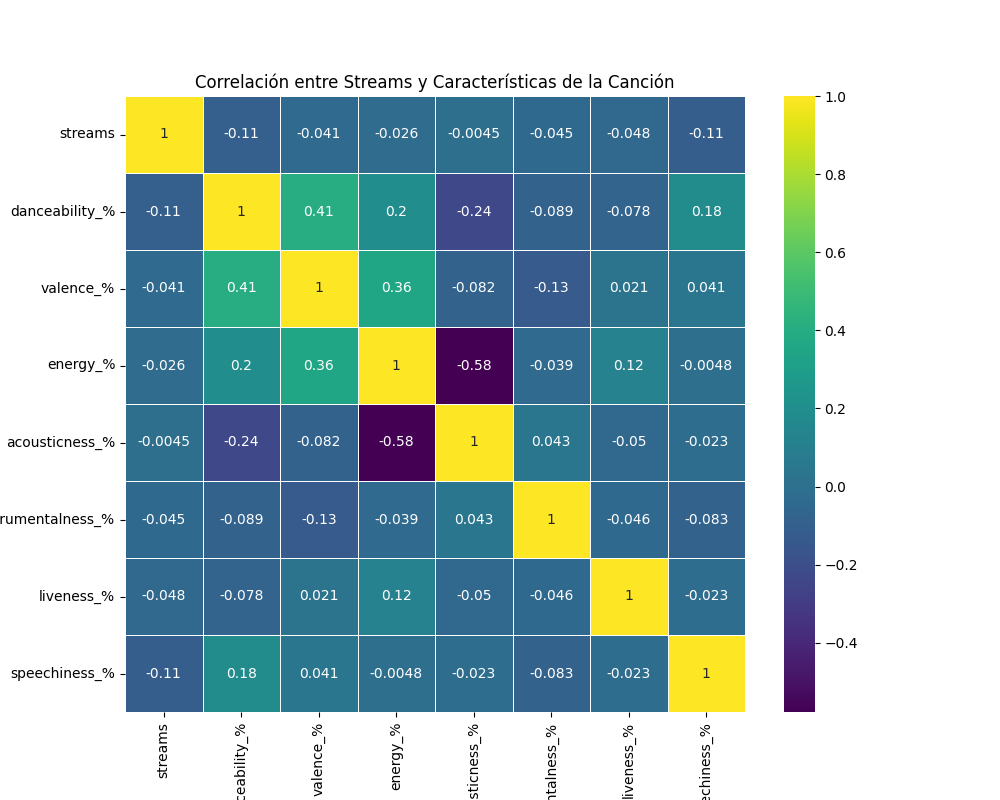 Correlación entre Streams y Características de la Canción
streams 1 -0.11 -0.041 -0.026 -0.0045 -0.045 -0.048 -0.11
danceability_% -0.11 1 0.41 0.2 -0.24 -0.089 -0.078 0.18
valence_% -0.041 0.41 1 0.36 -0.082 -0.13 0.021 0.041
energy_% -0.026 0.2 0.36 1 -0.58 -0.039 0.12 -0.0048
acousticness_% -0.0045 -0.24 -0.082 -0.58 1 0.043 -0.05 -0.023
rumentalness_% -0.045 -0.089 -0.13 -0.039 0.043 1 -0.046 -0.083
liveness_% -0.048 -0.078 0.021 0.12 -0.05 -0.046 1 -0.023
speechiness_% -0.11 0.18 0.041 -0.0048 -0.023 -0.083 -0.023 1
streams ceability_% valence_% energy_% sticness_% ntalness_% liveness_% echiness_%
1.0
0.8
0.6
0.4
0.2
0.0
−0.2
−0.4